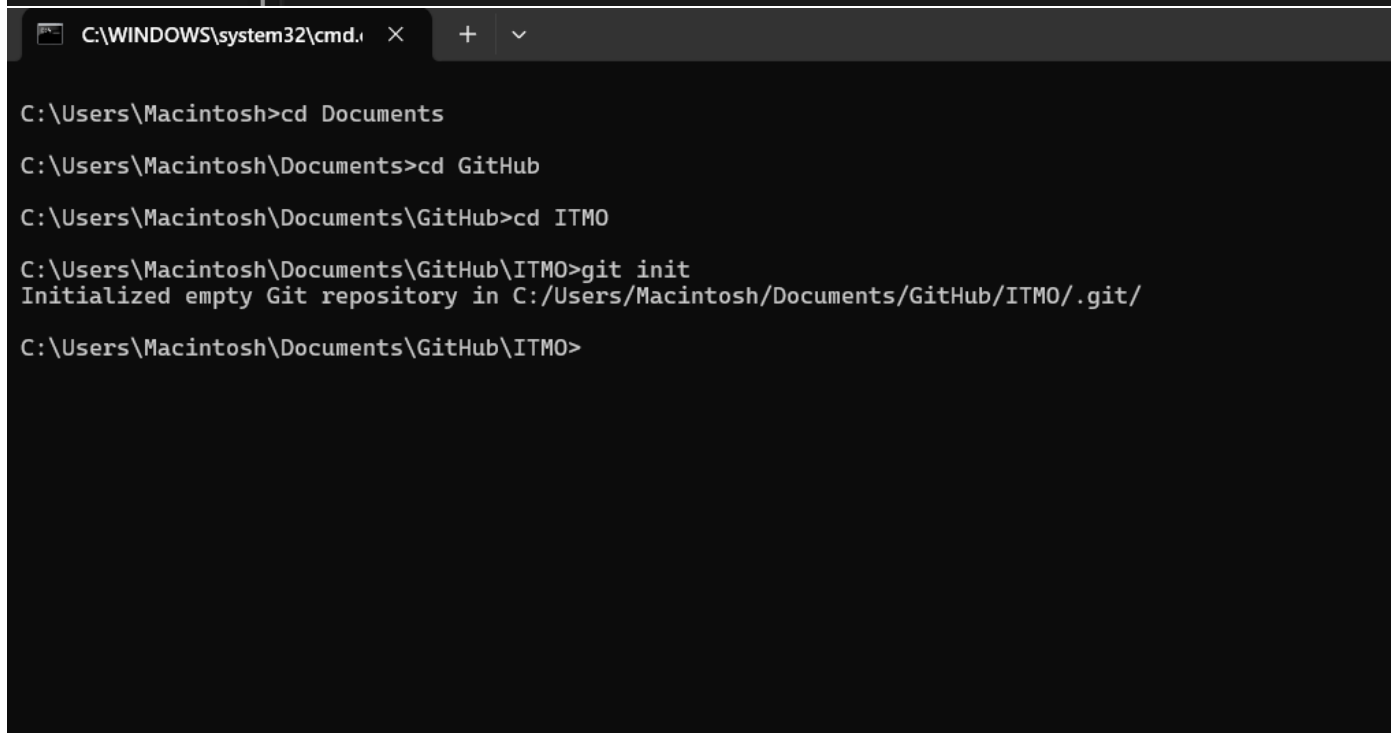 C:\WINDOWS\system32\cmd.
C:\Users\Macintosh>cd Documents
C:\Users\Macintosh\Documents>cd GitHub
C:\Users\Macintosh\Documents\GitHub>cd ITMO
C:\Users\Macintosh\Documents\GitHub\ITMO>git init
Initialized empty Git repository in C:/Users/Macintosh/Documents/GitHub/ITMO/.git/
C:\Users\Macintosh\Documents\GitHub\ITMO>